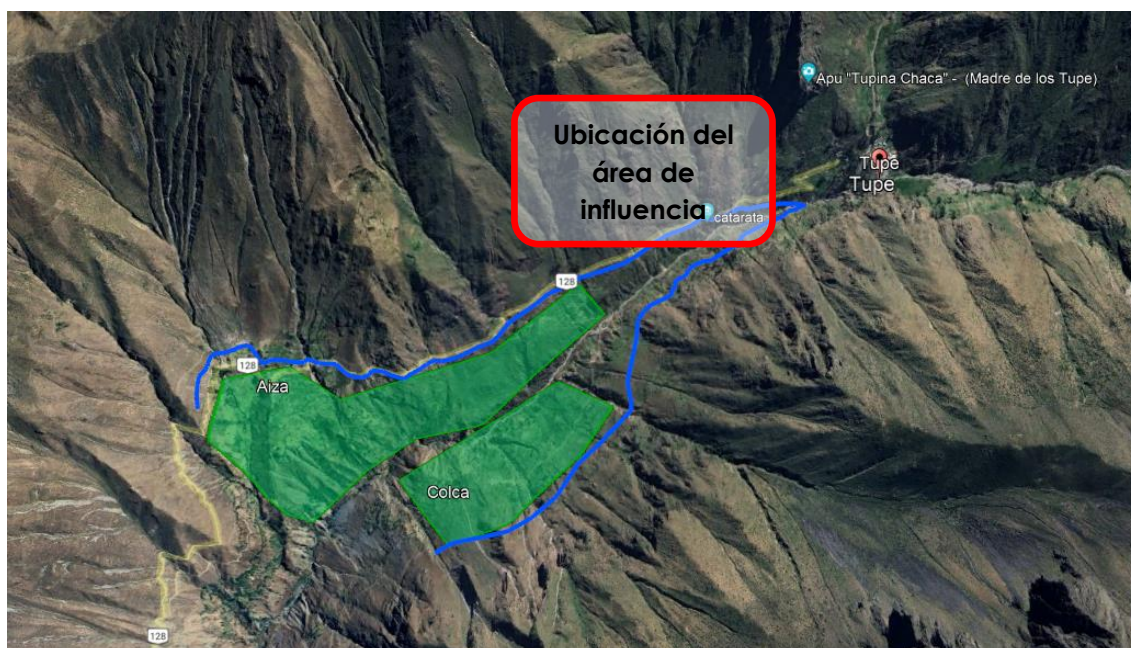 Apu "Tupina Chaca" - (Madre de los Tupe)
Ubicación del
área de
influencia
Tupe
Tupe
catarata
128
128
Aiza
Colca
128